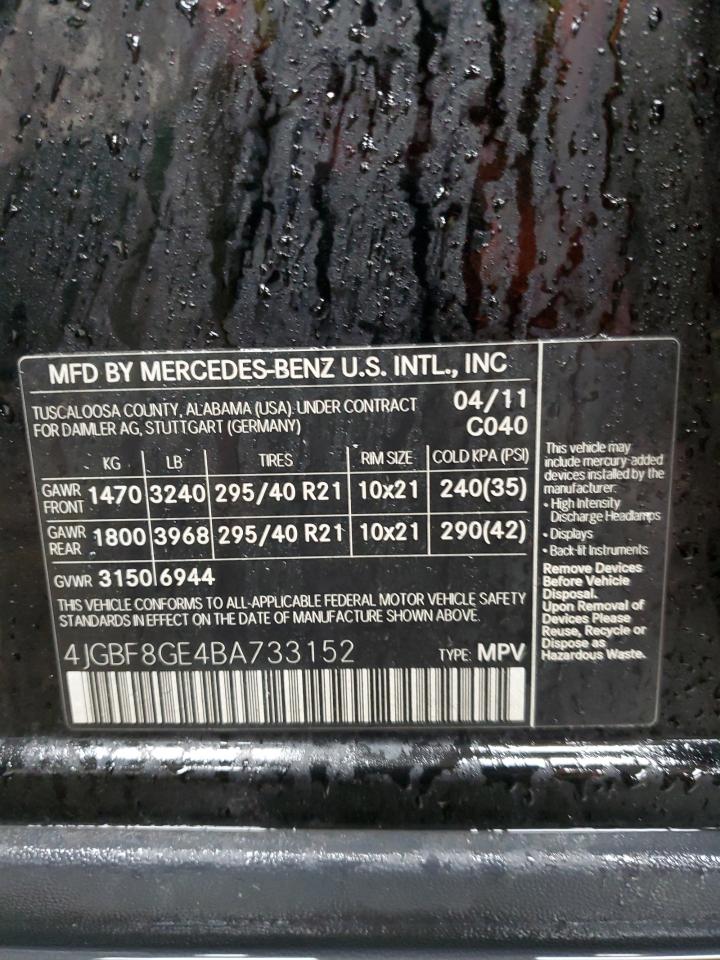 MFD BY MERCEDES-BENZ U.S. INTL., INC
TUSCALOOSA COUNTY, ALABAMA (USA) UNDER CONTRACT 04/11
FOR DAIMLER AG, STUTTGART (GERMANY) C040
KG LB TIRES RIM SIZE COLD KPA (PSI)
GAWR FRONT 1470 3240 295/40 R21 10x21 240(35)
GAWR REAR 1800 3968 295/40 R21 10x21 290(42)
GVWR 3150 6944
THIS VEHICLE CONFORMS TO ALL-APPLICABLE FEDERAL MOTOR VEHICLE SAFETY
STANDARDS IN EFFECT ON THE DATE OF MANUFACTURE SHOWN ABOVE.
4JGBF8GE4BA733152 TYPE: MPV
This vehicle may
include mercury-added
devices installed by the
manufacturer:
• High Intensity
Discharge Headlamps
• Displays
• Back-lit Instruments
Remove Devices
Before Vehicle
Disposal.
Upon Removal of
Devices Please
Reuse, Recycle or
Dispose as
Hazardous Waste.